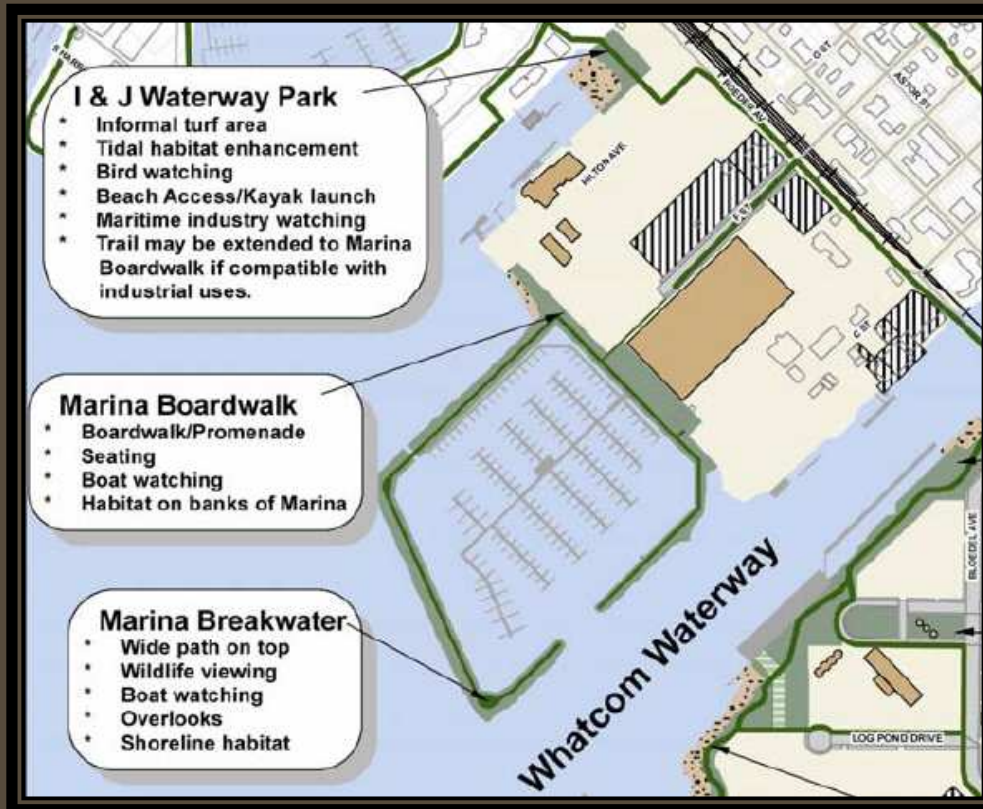 I & J Waterway Park
* Informal turf area
* Tidal habitat enhancement
* Bird watching
* Beach Access/Kayak launch
* Maritime industry watching
* Trail may be extended to Marina
Boardwalk if compatible with
industrial uses.
Marina Boardwalk
* Boardwalk/Promenade
* Seating
* Boat watching
* Habitat on banks of Marina
Marina Breakwater
* Wide path on top
* Wildlife viewing
* Boat watching
* Overlooks
* Shoreline habitat
Whatcom Waterway
HILTON AVE
ROEDER AV
ASTOR ST
F ST
C ST
BLOEDEL AVE
LOG POND DRIVE